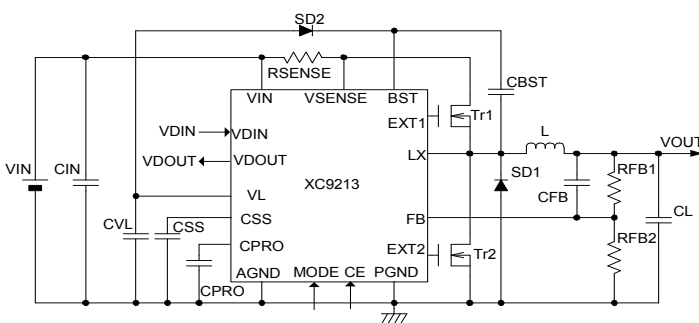 SD2
RSENSE
CBST
VIN VSENSE BST
EXT1
Tr1
VDIN
VDIN
LX
L
VOUT
VDOUT
VDOUT
VIN
CIN
XC9213
SD1
CFB
RFB1
VL
CVL
CSS
CSS
FB
CL
CPRO
EXT2
Tr2
RFB2
CPRO
AGND MODE CE PGND